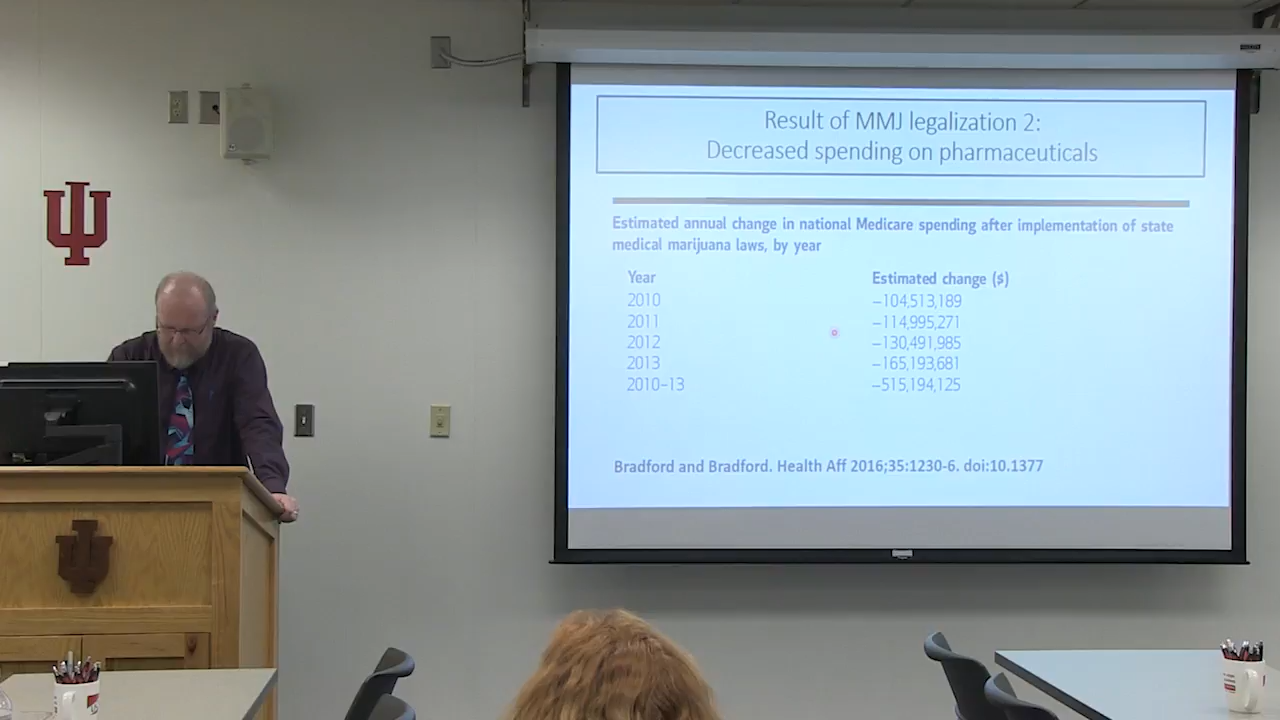 Result of MMJ legalization 2:
Decreased spending on pharmaceuticals
Estimated annual change in national Medicare spending after implementation of state
medical marijuana laws, by year
Year Estimated change ($)
2010 –104,513,189
2011 –114,995,271
2012 –130,491,985
2013 –165,193,681
2010–13 –515,194,125
Bradford and Bradford. Health Aff 2016;35:1230-6. doi:10.1377